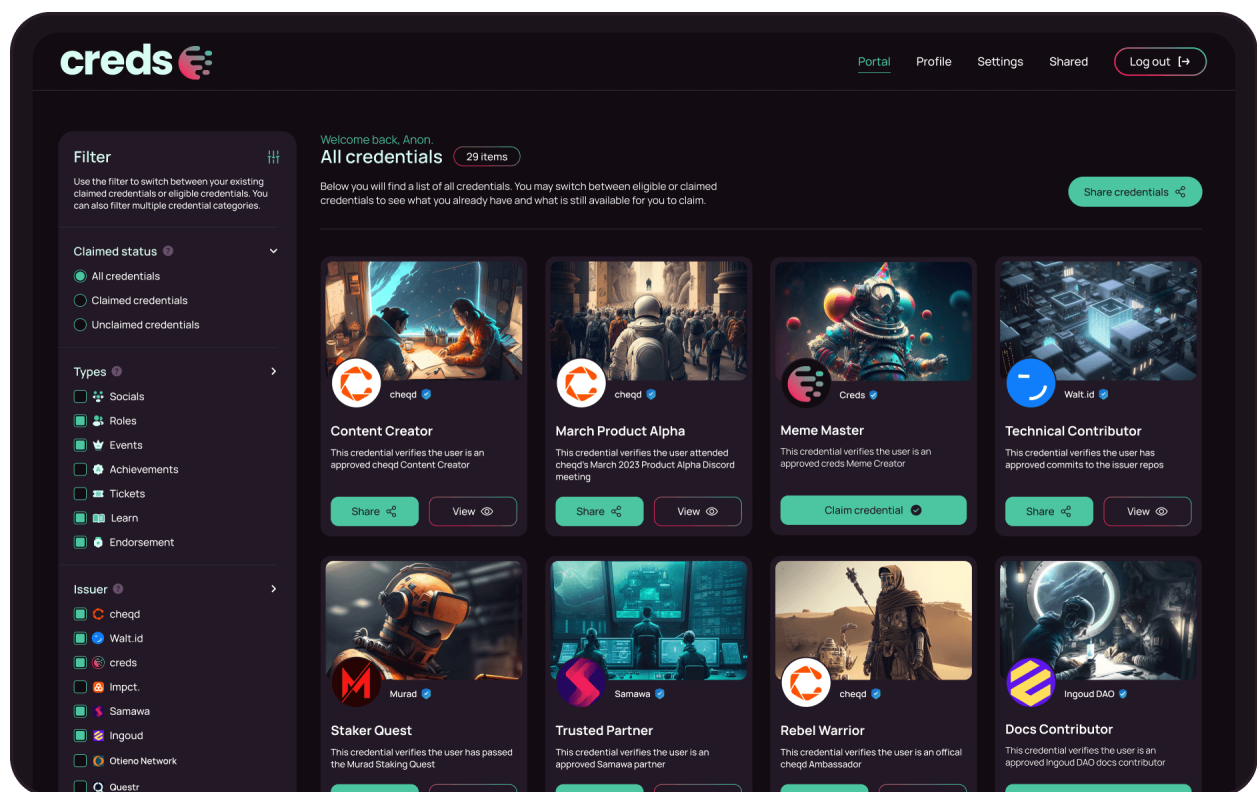 creds
Portal
Profile
Settings
Shared
Log out
Filter
Use the filter to switch between your existing
claimed credentials or eligible credentials. You
can also filter multiple credential categories.
Claimed status
All credentials
Claimed credentials
Unclaimed credentials
Types
Socials
Roles
Events
Achievements
Tickets
Learn
Endorsement
Issuer
cheqd
Walt.id
creds
Impct.
Samawa
Ingoud
Otieno Network
Questr
Welcome back, Anon.
All credentials
29 items
Below you will find a list of all credentials. You may switch between eligible or claimed
credentials to see what you already have and what is still available for you to claim.
Share credentials
cheqd
Content Creator
This credential verifies the user is an
approved cheqd Content Creator
Share
View
cheqd
March Product Alpha
This credential verifies the user attended
cheqd's March 2023 Product Alpha Discord
meeting
Share
View
Creds
Meme Master
This credential verifies the user is an
approved creds Meme Creator
Claim credential
Walt.id
Technical Contributor
This credential verifies the user has
approved commits to the issuer repos
Share
View
Murad
Staker Quest
This credential verifies the user has passed
the Murad Staking Quest
Samawa
Trusted Partner
This credential verifies the user is an
approved Samawa partner
cheqd
Rebel Warrior
This credential verifies the user is an offical
cheqd Ambassador
Ingoud DAO
Docs Contributor
This credential verifies the user is an
approved Ingoud DAO docs contributor